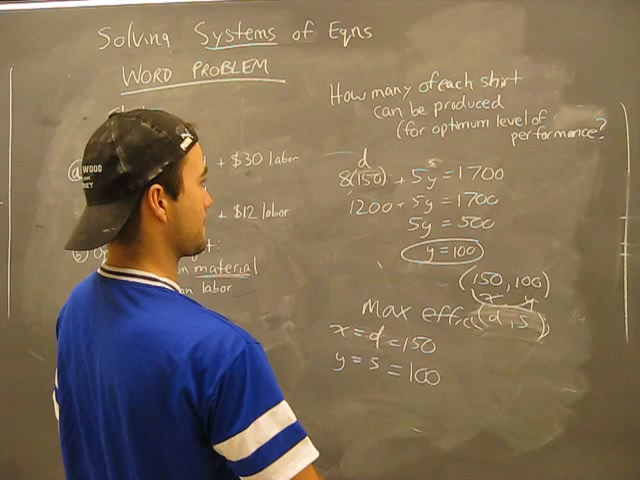 Solving Systems of Eqns
WORD PROBLEM
How many of each shirt
can be produced
(for optimum level of
performance?
(a)
+ $30 labor
+ $12 labor
(b)
material
on labor
d
s
8(150) + 5y = 1700
1200 + 5y = 1700
5y = 500
y = 100
(150, 100)
x y
Max
(d, s)
x = d = 150
y = s = 100
WOOD